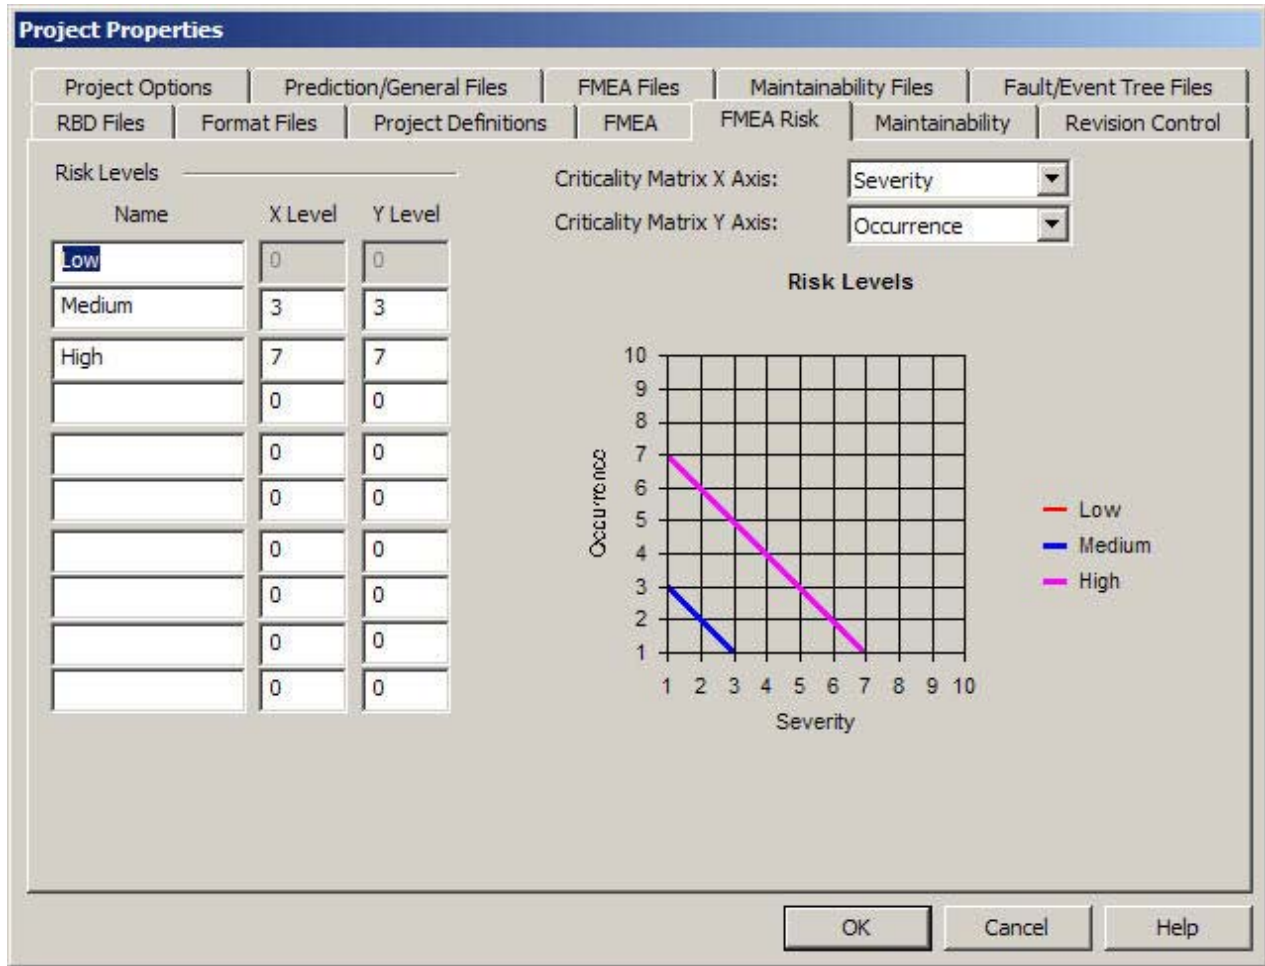 Project Properties
Project Options Prediction/General Files FMEA Files Maintainability Files Fault/Event Tree Files
RBD Files Format Files Project Definitions FMEA FMEA Risk Maintainability Revision Control
Risk Levels
Name X Level Y Level
Low 0 0
Medium 3 3
High 7 7
0 0
0 0
0 0
0 0
0 0
0 0
0 0
Criticality Matrix X Axis: Severity
Criticality Matrix Y Axis: Occurrence
Risk Levels
10
9
8
7
6
5
4
3
2
1
Occurrence
1 2 3 4 5 6 7 8 9 10
Severity
Low
Medium
High
OK Cancel Help